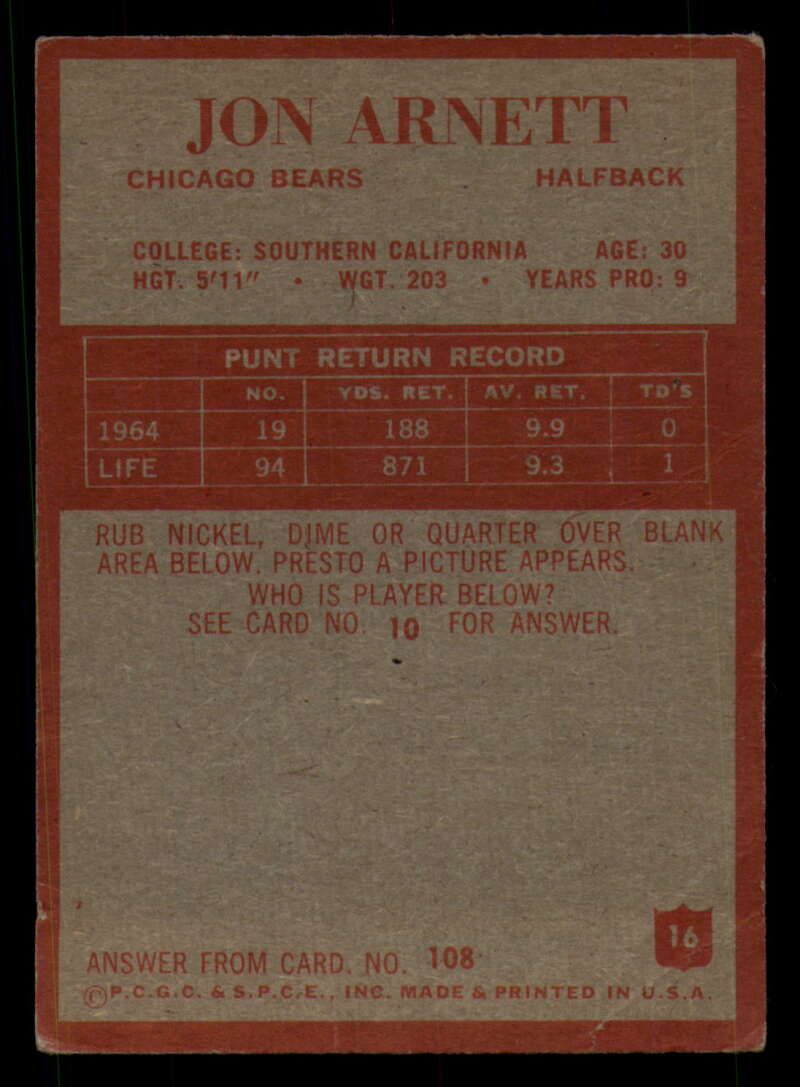 JON ARNETT
CHICAGO BEARS HALFBACK
COLLEGE: SOUTHERN CALIFORNIA AGE: 30
HGT. 5'11" • WGT. 203 • YEARS PRO: 9
PUNT RETURN RECORD
NO. YDS. RET. AV. RET. TD'S
1964 19 188 9.9 0
LIFE 94 871 9.3 1
RUB NICKEL, DIME OR QUARTER OVER BLANK
AREA BELOW. PRESTO A PICTURE APPEARS.
WHO IS PLAYER BELOW?
SEE CARD NO. 10 FOR ANSWER.
16
ANSWER FROM CARD. NO. 108
©P.C.G.C. & S.P.C.E., INC. MADE & PRINTED IN U.S.A.